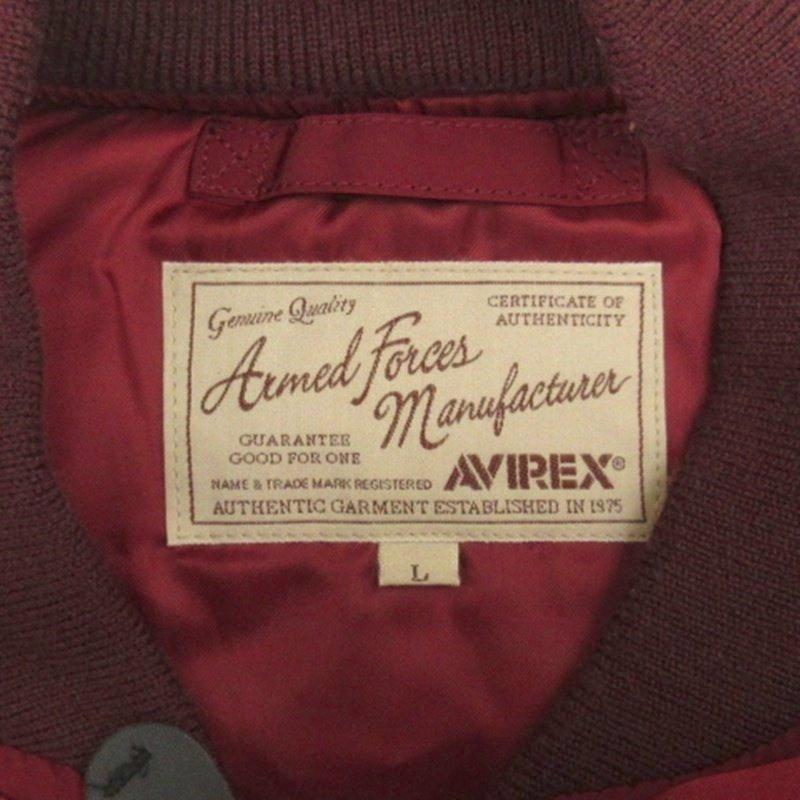 Genuine Quality
CERTIFICATE OF
AUTHENTICITY
Armed Forces
Manufacturer
GUARANTEE
GOOD FOR ONE
AVIREX®
NAME & TRADE MARK REGISTERED
AUTHENTIC GARMENT ESTABLISHED IN 1975
L